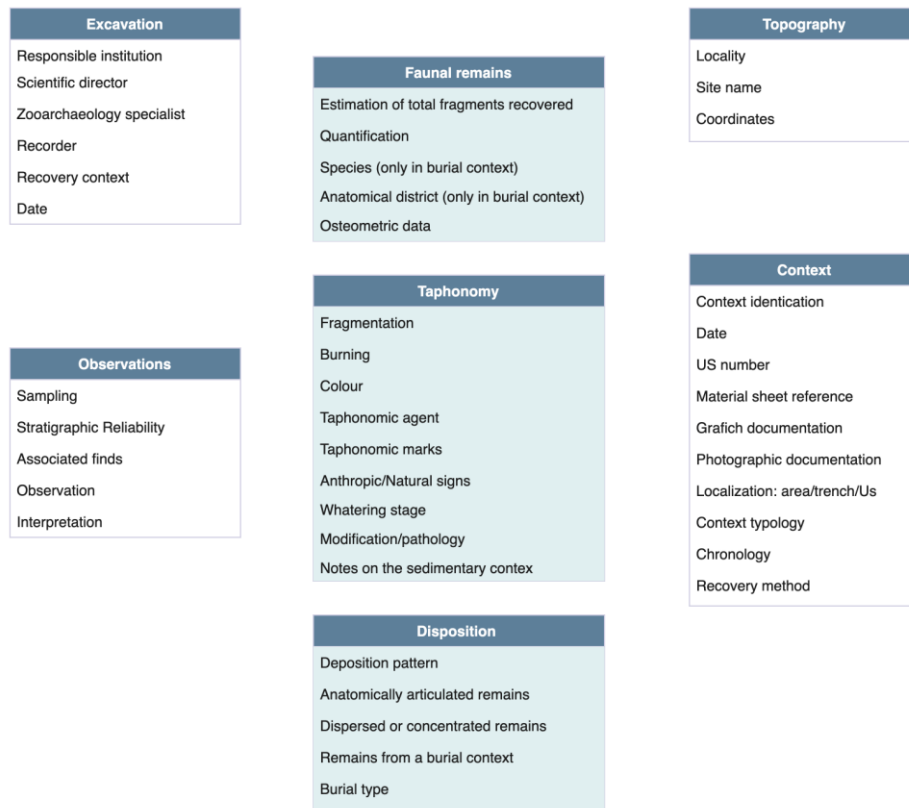 Excavation
Responsible institution
Scientific director
Zooarchaeology specialist
Recorder
Recovery context
Date
Observations
Sampling
Stratigraphic Reliability
Associated finds
Observation
Interpretation
Faunal remains
Estimation of total fragments recovered
Quantification
Species (only in burial context)
Anatomical district (only in burial context)
Osteometric data
Taphonomy
Fragmentation
Burning
Colour
Taphonomic agent
Taphonomic marks
Anthropic/Natural signs
Whatering stage
Modification/pathology
Notes on the sedimentary contex
Disposition
Deposition pattern
Anatomically articulated remains
Dispersed or concentrated remains
Remains from a burial context
Burial type
Topography
Locality
Site name
Coordinates
Context
Context identication
Date
US number
Material sheet reference
Grafich documentation
Photographic documentation
Localization: area/trench/Us
Context typology
Chronology
Recovery method